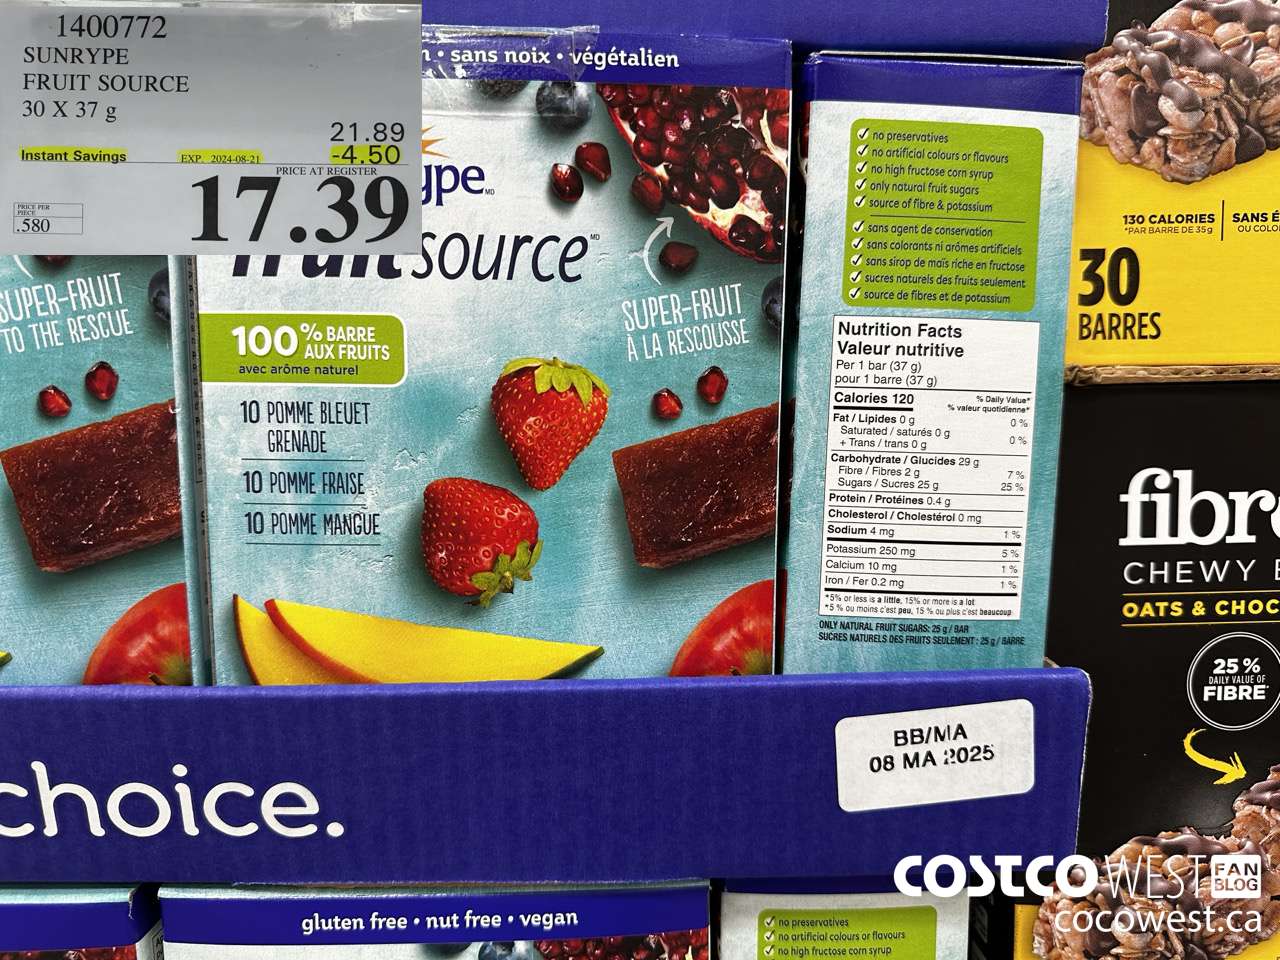 1400772
SUNRYPE
FRUIT SOURCE
30 X 37 g
21.89
Instant Savings EXP. 2024-08-21 -4.50
PRICE AT REGISTER
17.39
PRICE PER
PIECE
.580
• sans noix • végétalien
SUPER-FRUIT
TO THE RESCUE
source MD
100% BARRE
AUX FRUITS
avec arôme naturel
10 POMME BLEUET
GRENADE
10 POMME FRAISE
10 POMME MANGUE
SUPER-FRUIT
À LA RESCOUSSE
no preservatives
no artificial colours or flavours
no high fructose corn syrup
only natural fruit sugars
source of fibre & potassium
sans agent de conservation
sans colorants ni arômes artificiels
sans sirop de maïs riche en fructose
sucres naturels des fruits seulement
source de fibres et de potassium
Nutrition Facts
Valeur nutritive
Per 1 bar (37 g)
pour 1 barre (37 g)
Calories 120
% Daily Value*
% valeur quotidienne*
Fat / Lipides 0 g 0 %
Saturated / saturés 0 g
+ Trans / trans 0 g 0 %
Carbohydrate / Glucides 29 g
Fibre / Fibres 2 g 7 %
Sugars / Sucres 25 g 25 %
Protein / Protéines 0.4 g
Cholesterol / Cholestérol 0 mg
Sodium 4 mg 1 %
Potassium 250 mg 5 %
Calcium 10 mg 1 %
Iron / Fer 0.2 mg 1 %
*5% or less is a little, 15% or more is a lot
*5 % ou moins c'est peu, 15 % ou plus c'est beaucoup
ONLY NATURAL FRUIT SUGARS: 25 g / BAR
SUCRES NATURELS DES FRUITS SEULEMENT : 25 g / BARRE
130 CALORIES
*PAR BARRE DE 35 g
SANS
30
BARRES
CHEWY
OATS & CHOC
25 %
DAILY VALUE OF
FIBRE
choice.
BB/MA
08 MA 2025
gluten free • nut free • vegan
no preservatives
no artificial colours or flavours
no high fructose corn syrup
COSTCO WEST FAN BLOG
cocowest.ca